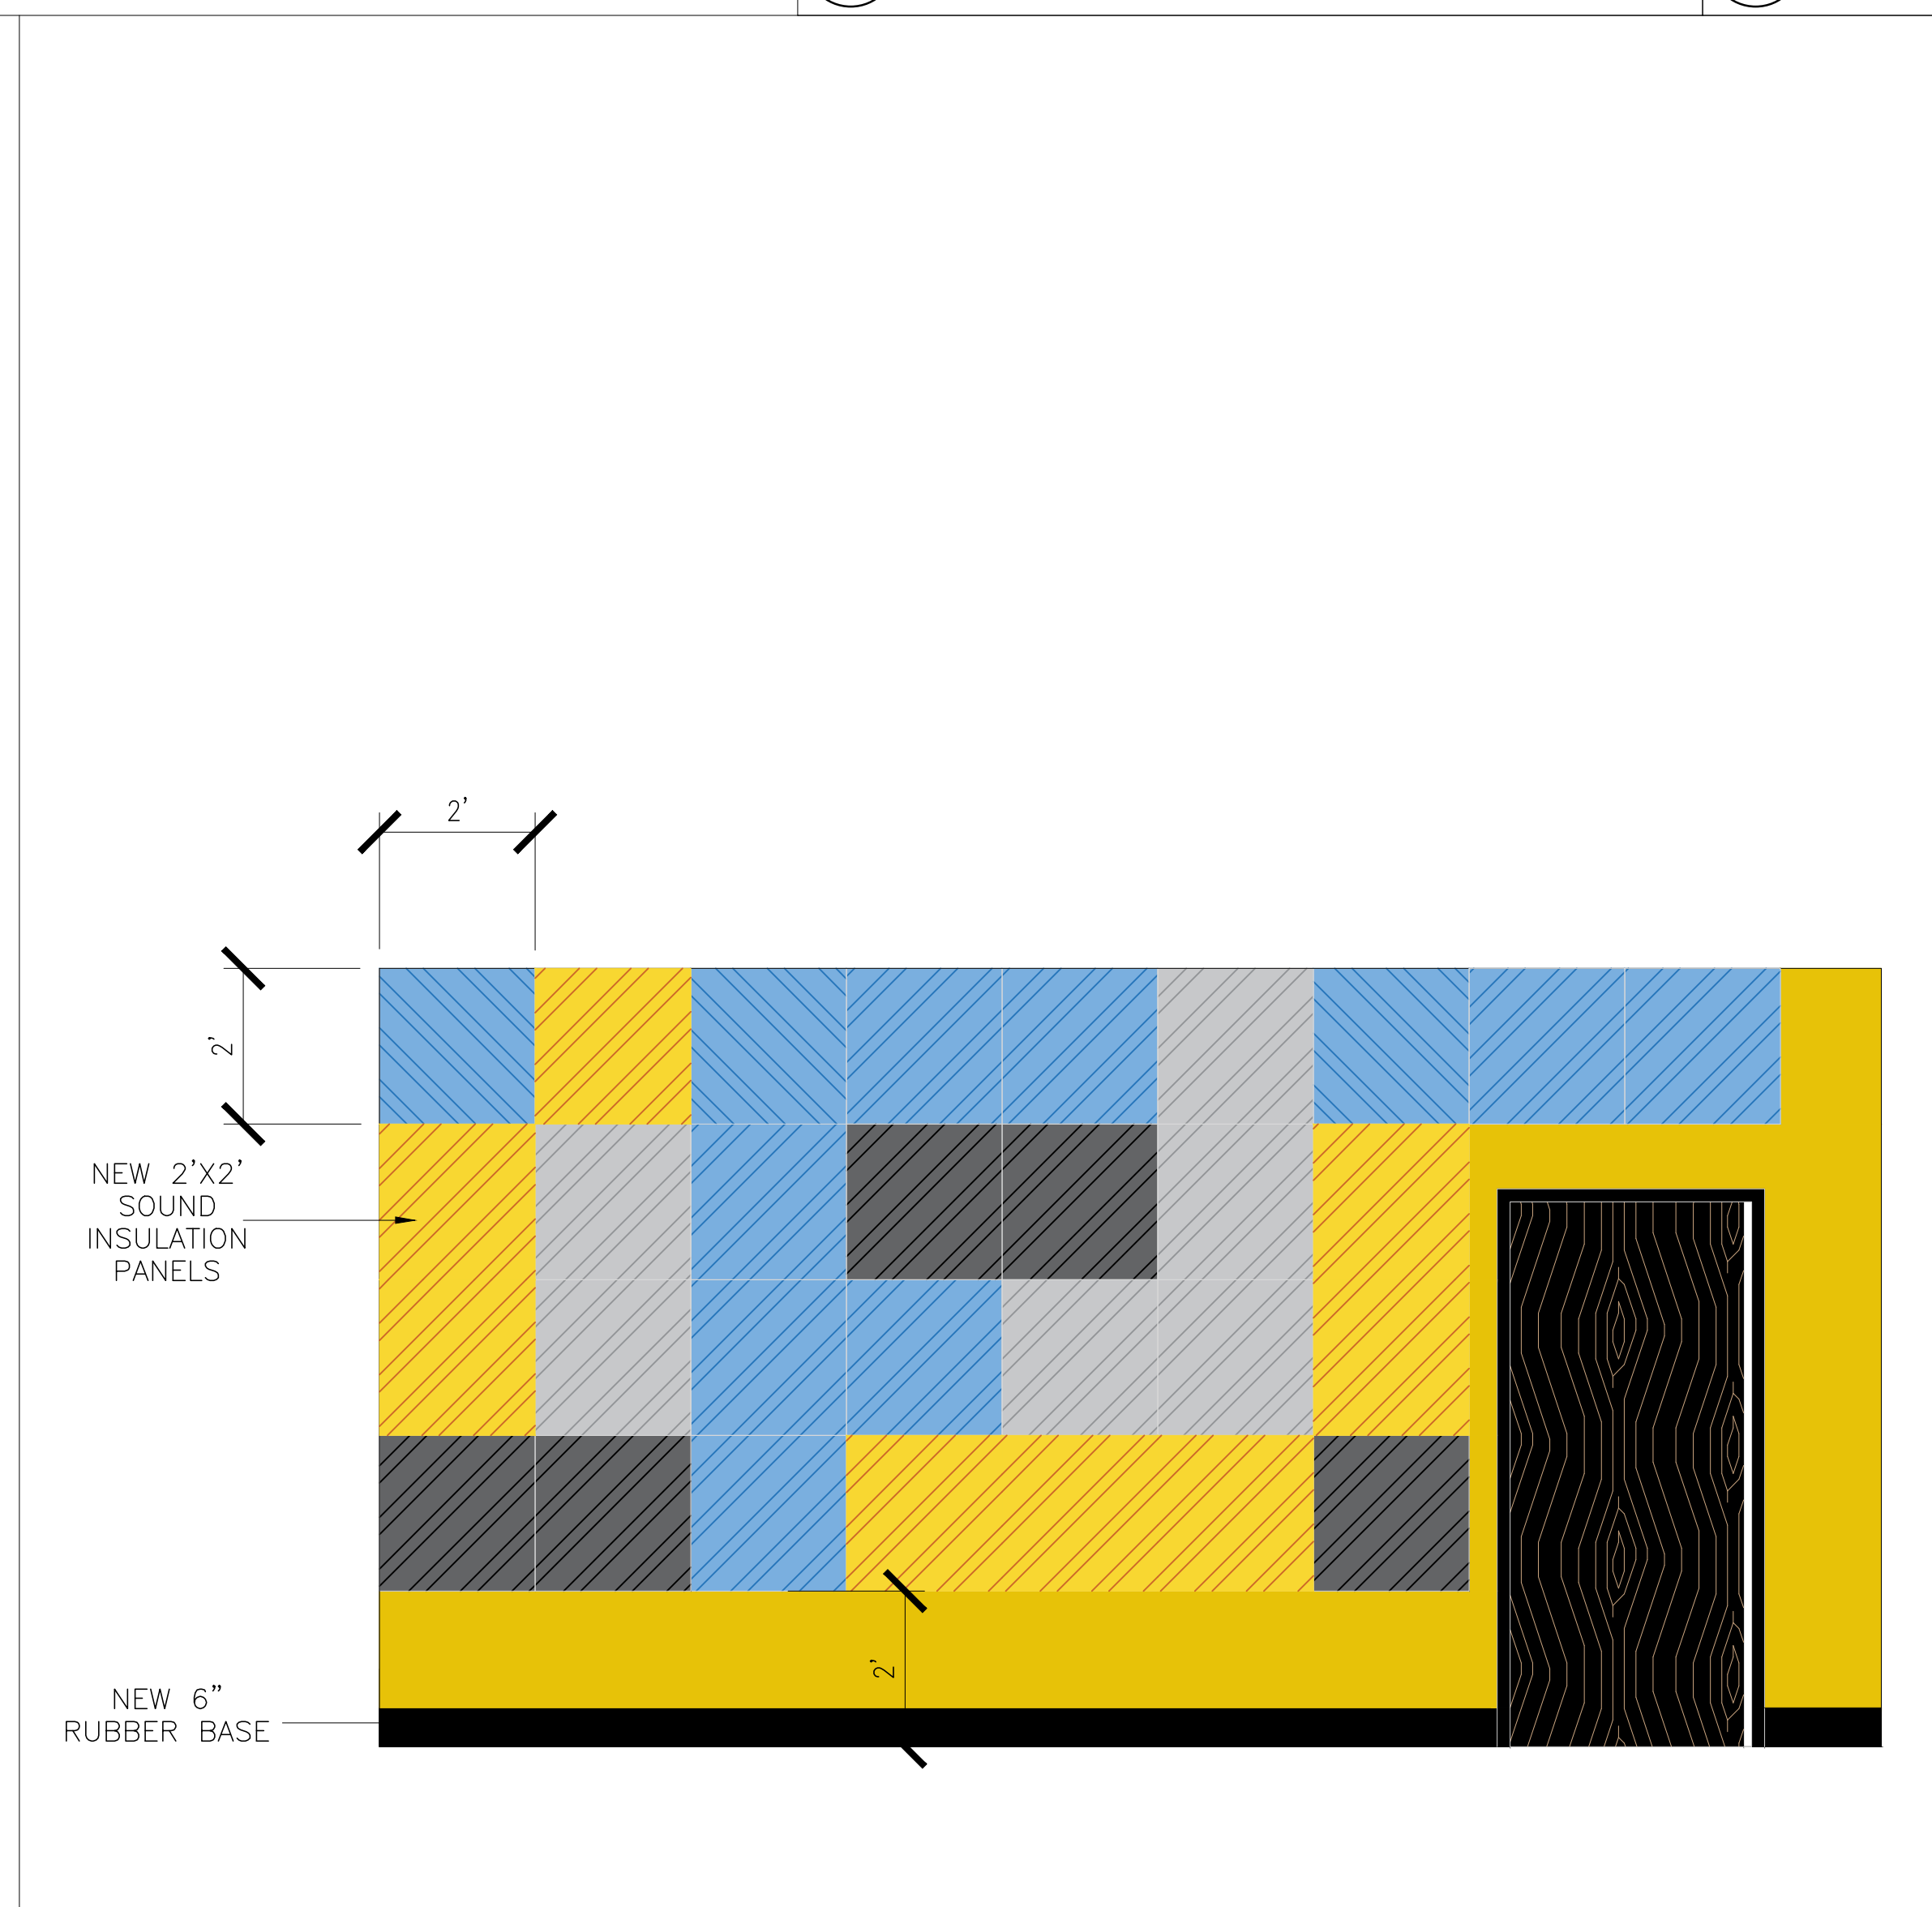 2'
2'
NEW 2'X2'
SOUND
INSULATION
PANELS
2'
NEW 6"
RUBBER BASE